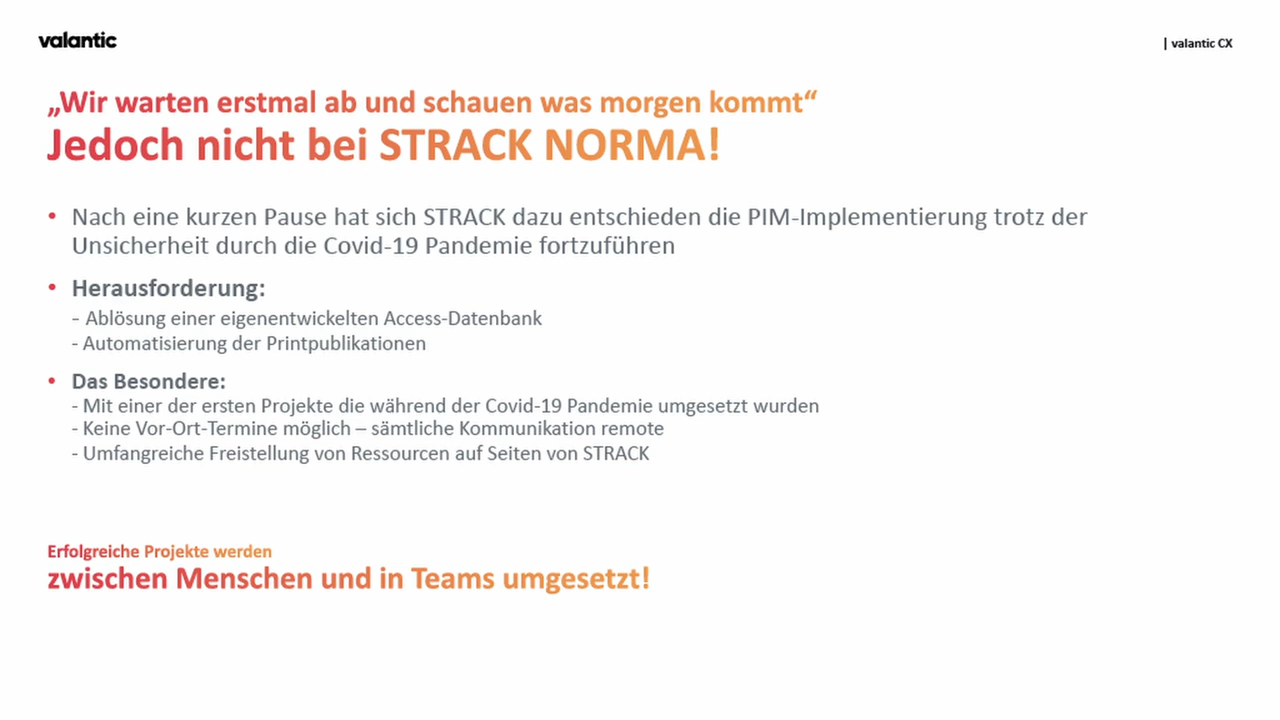 valantic
| valantic CX
„Wir warten erstmal ab und schauen was morgen kommt“
Jedoch nicht bei STRACK NORMA!
• Nach eine kurzen Pause hat sich STRACK dazu entschieden die PIM-Implementierung trotz der
Unsicherheit durch die Covid-19 Pandemie fortzuführen
• Herausforderung:
- Ablösung einer eigenentwickelten Access-Datenbank
- Automatisierung der Printpublikationen
• Das Besondere:
- Mit einer der ersten Projekte die während der Covid-19 Pandemie umgesetzt wurden
- Keine Vor-Ort-Termine möglich – sämtliche Kommunikation remote
- Umfangreiche Freistellung von Ressourcen auf Seiten von STRACK
Erfolgreiche Projekte werden
zwischen Menschen und in Teams umgesetzt!